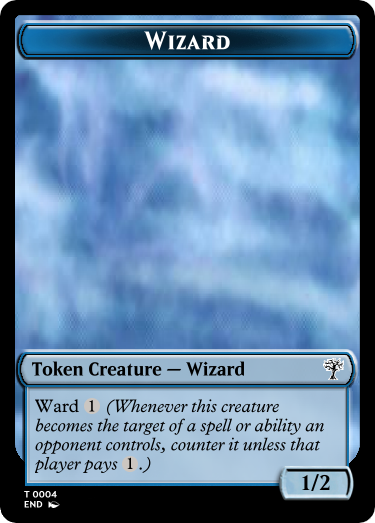 Wizard
Token Creature — Wizard
Ward 1 (Whenever this creature
becomes the target of a spell or ability an
opponent controls, counter it unless that
player pays 1.)
1/2
T 0004
END